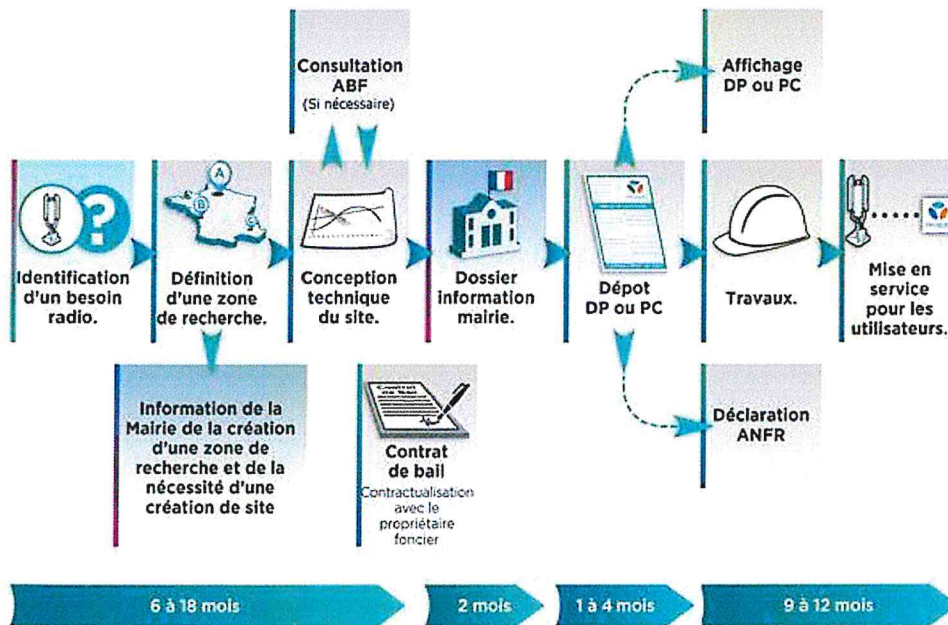 Consultation
ABF
(Si nécessaire)
Affichage
DP ou PC
A
B
Identification
d'un besoin
radio.
Définition
d'une zone
de recherche.
Conception
technique
du site.
Dossier
information
mairie.
Dépot
DP ou PC
Travaux.
Mise en
service
pour les
utilisateurs.
Information de la
Mairie de la création
d'une zone de
recherche et de la
nécessité d'une
création de site
Contrat
de Bail
Contrat
de bail
Contractualisation
avec le
propriétaire
foncier
Déclaration
ANFR
6 à 18 mois
2 mois
1 à 4 mois
9 à 12 mois